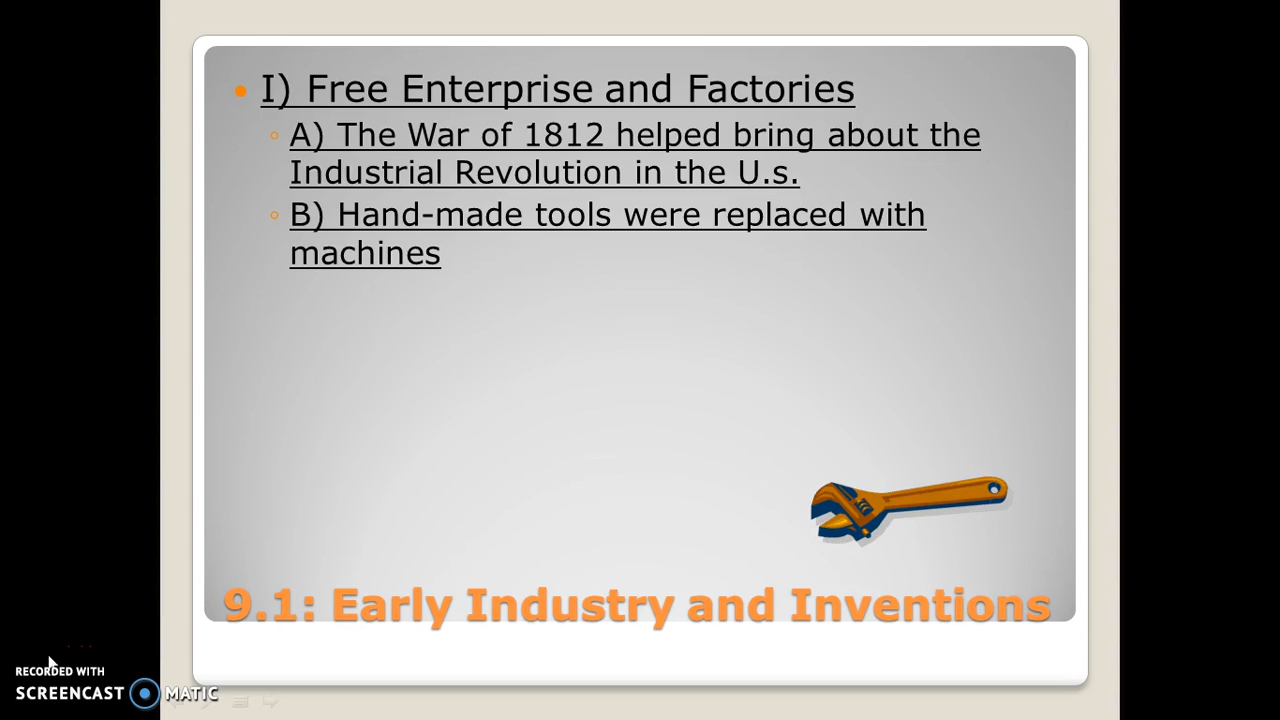 I) Free Enterprise and Factories
A) The War of 1812 helped bring about the
Industrial Revolution in the U.s.
B) Hand-made tools were replaced with
machines
9.1: Early Industry and Inventions
RECORDED WITH
SCREENCAST MATIC